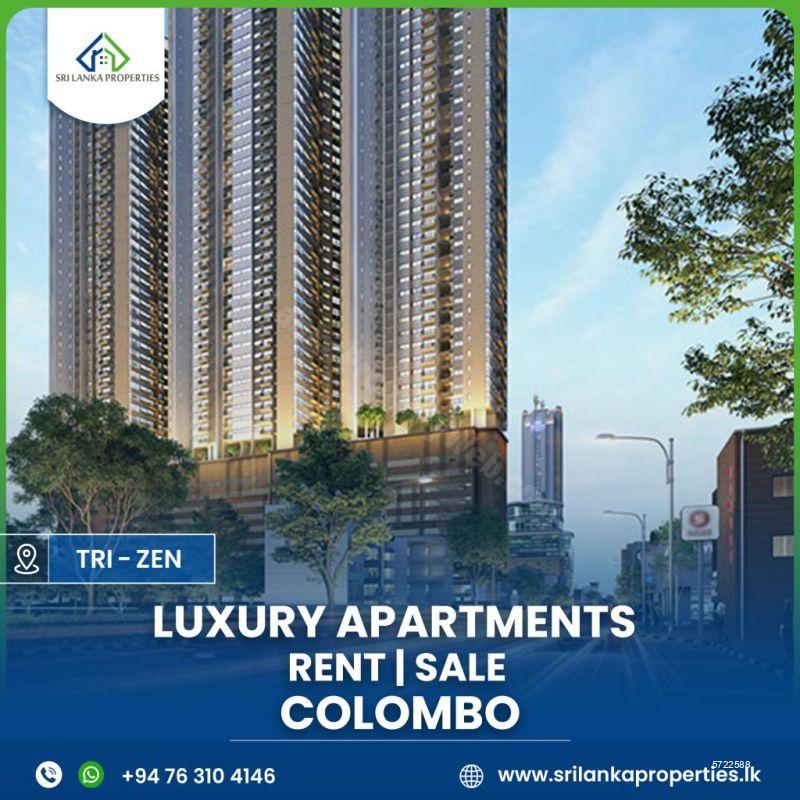 SRI LANKA PROPERTIES
TRI - ZEN
LUXURY APARTMENTS
RENT | SALE
COLOMBO
+94 76 310 4146
www.srilankaproperties.lk
5722588